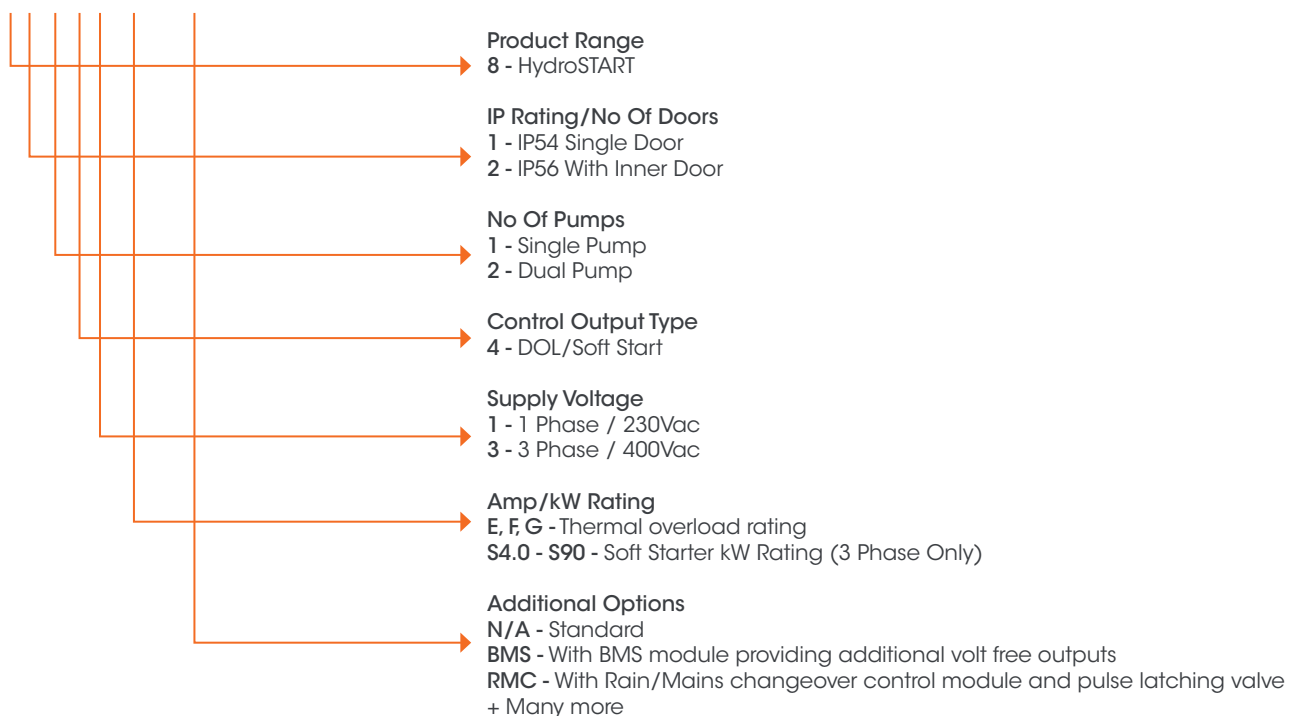 Product Range
8 - HydroSTART
IP Rating/No Of Doors
1 - IP54 Single Door
2 - IP56 With Inner Door
No Of Pumps
1 - Single Pump
2 - Dual Pump
Control Output Type
4 - DOL/Soft Start
Supply Voltage
1 - 1 Phase / 230Vac
3 - 3 Phase / 400Vac
Amp/kW Rating
E, F, G - Thermal overload rating
S4.0 - S90 - Soft Starter kW Rating (3 Phase Only)
Additional Options
N/A - Standard
BMS - With BMS module providing additional volt free outputs
RMC - With Rain/Mains changeover control module and pulse latching valve
+ Many more